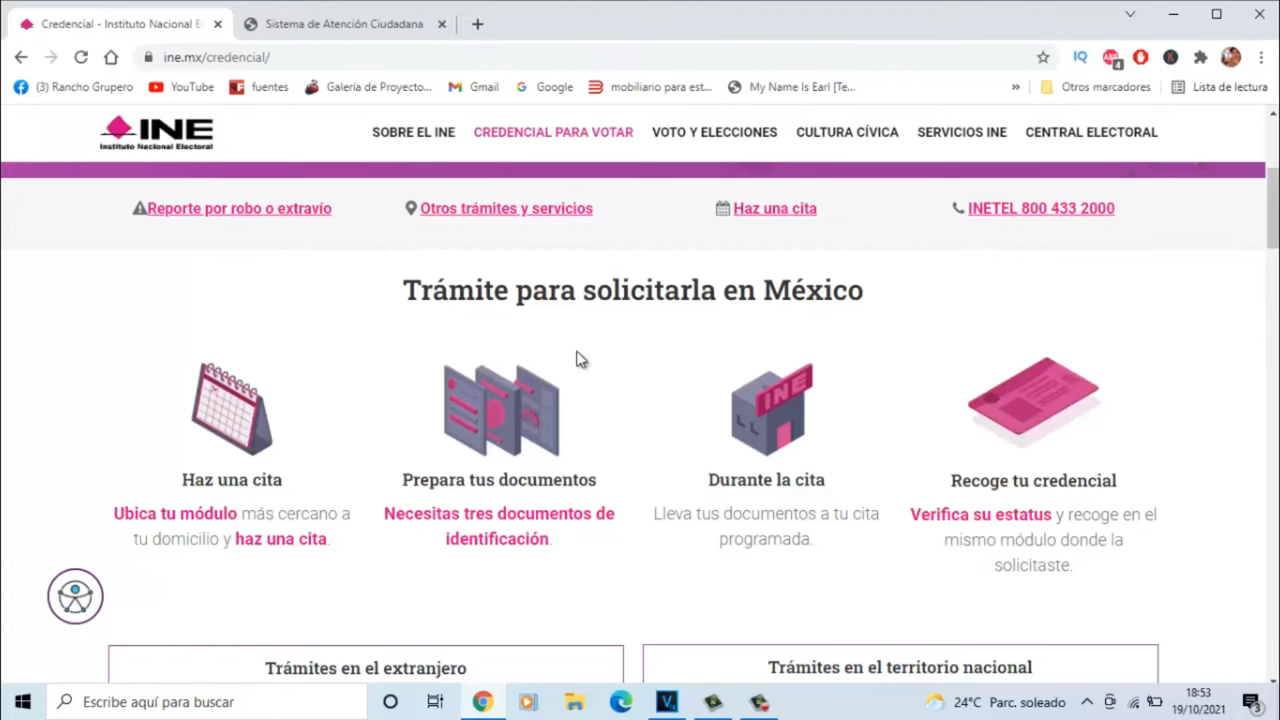 Credencial - Instituto Nacional E
Sistema de Atención Ciudadana
ine.mx/credencial/
IQ
ABP
4
(3) Rancho Grupero
YouTube
fuentes
Galería de Proyecto...
Gmail
Google
mobiliario para est...
My Name Is Earl [Te...
»
Otros marcadores
Lista de lectura
INE
Instituto Nacional Electoral
SOBRE EL INE
CREDENCIAL PARA VOTAR
VOTO Y ELECCIONES
CULTURA CÍVICA
SERVICIOS INE
CENTRAL ELECTORAL
Reporte por robo o extravío
Otros trámites y servicios
Haz una cita
INETEL 800 433 2000
Trámite para solicitarla en México
INE
Haz una cita
Ubica tu módulo más cercano a
tu domicilio y haz una cita.
Prepara tus documentos
Necesitas tres documentos de
identificación.
Durante la cita
Lleva tus documentos a tu cita
programada.
Recoge tu credencial
Verifica su estatus y recoge en el
mismo módulo donde la
solicitaste.
Trámites en el extranjero
Trámites en el territorio nacional
Escribe aquí para buscar
24°C Parc. soleado
18:53
19/10/2021
3